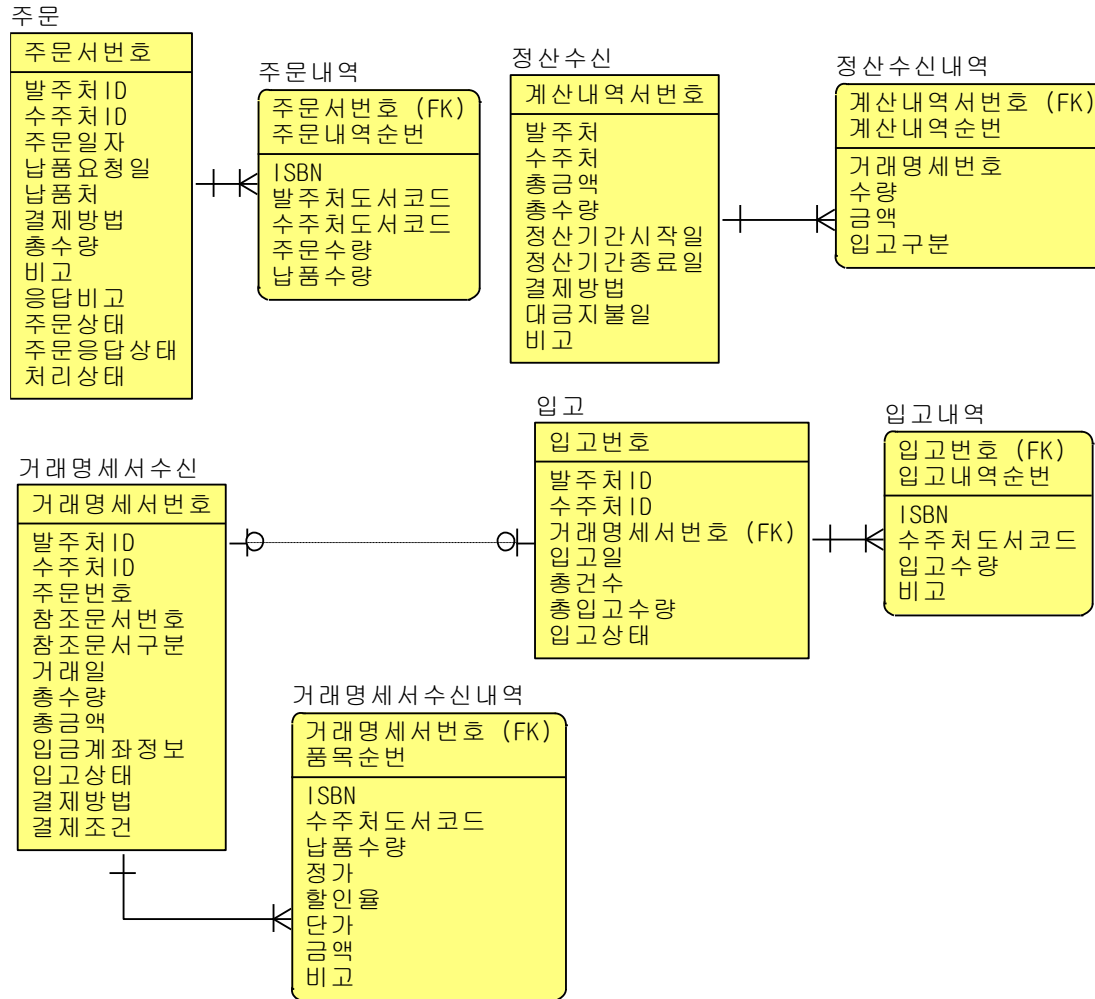 주문
주문서번호
발주처ID
수주처ID
주문일자
납품요청일
납품처
결제방법
총수량
비고
응답비고
주문상태
주문응답상태
처리상태
주문내역
주문서번호 (FK)
주문내역순번
ISBN
발주처도서코드
수주처도서코드
주문수량
납품수량
정산수신
계산내역서번호
발주처
수주처
총금액
총수량
정산기간시작일
정산기간종료일
결제방법
대금지불일
비고
정산수신내역
계산내역서번호 (FK)
계산내역순번
거래명세번호
수량
금액
입고구분
거래명세서수신
거래명세서번호
발주처ID
수주처ID
주문번호
참조문서번호
참조문서구분
거래일
총수량
총금액
입금계좌정보
입고상태
결제방법
결제조건
입고
입고번호
발주처ID
수주처ID
거래명세서번호 (FK)
입고일
총건수
총입고수량
입고상태
입고내역
입고번호 (FK)
입고내역순번
ISBN
수주처도서코드
입고수량
비고
거래명세서수신내역
거래명세서번호 (FK)
품목순번
ISBN
수주처도서코드
납품수량
정가
할인율
단가
금액
비고